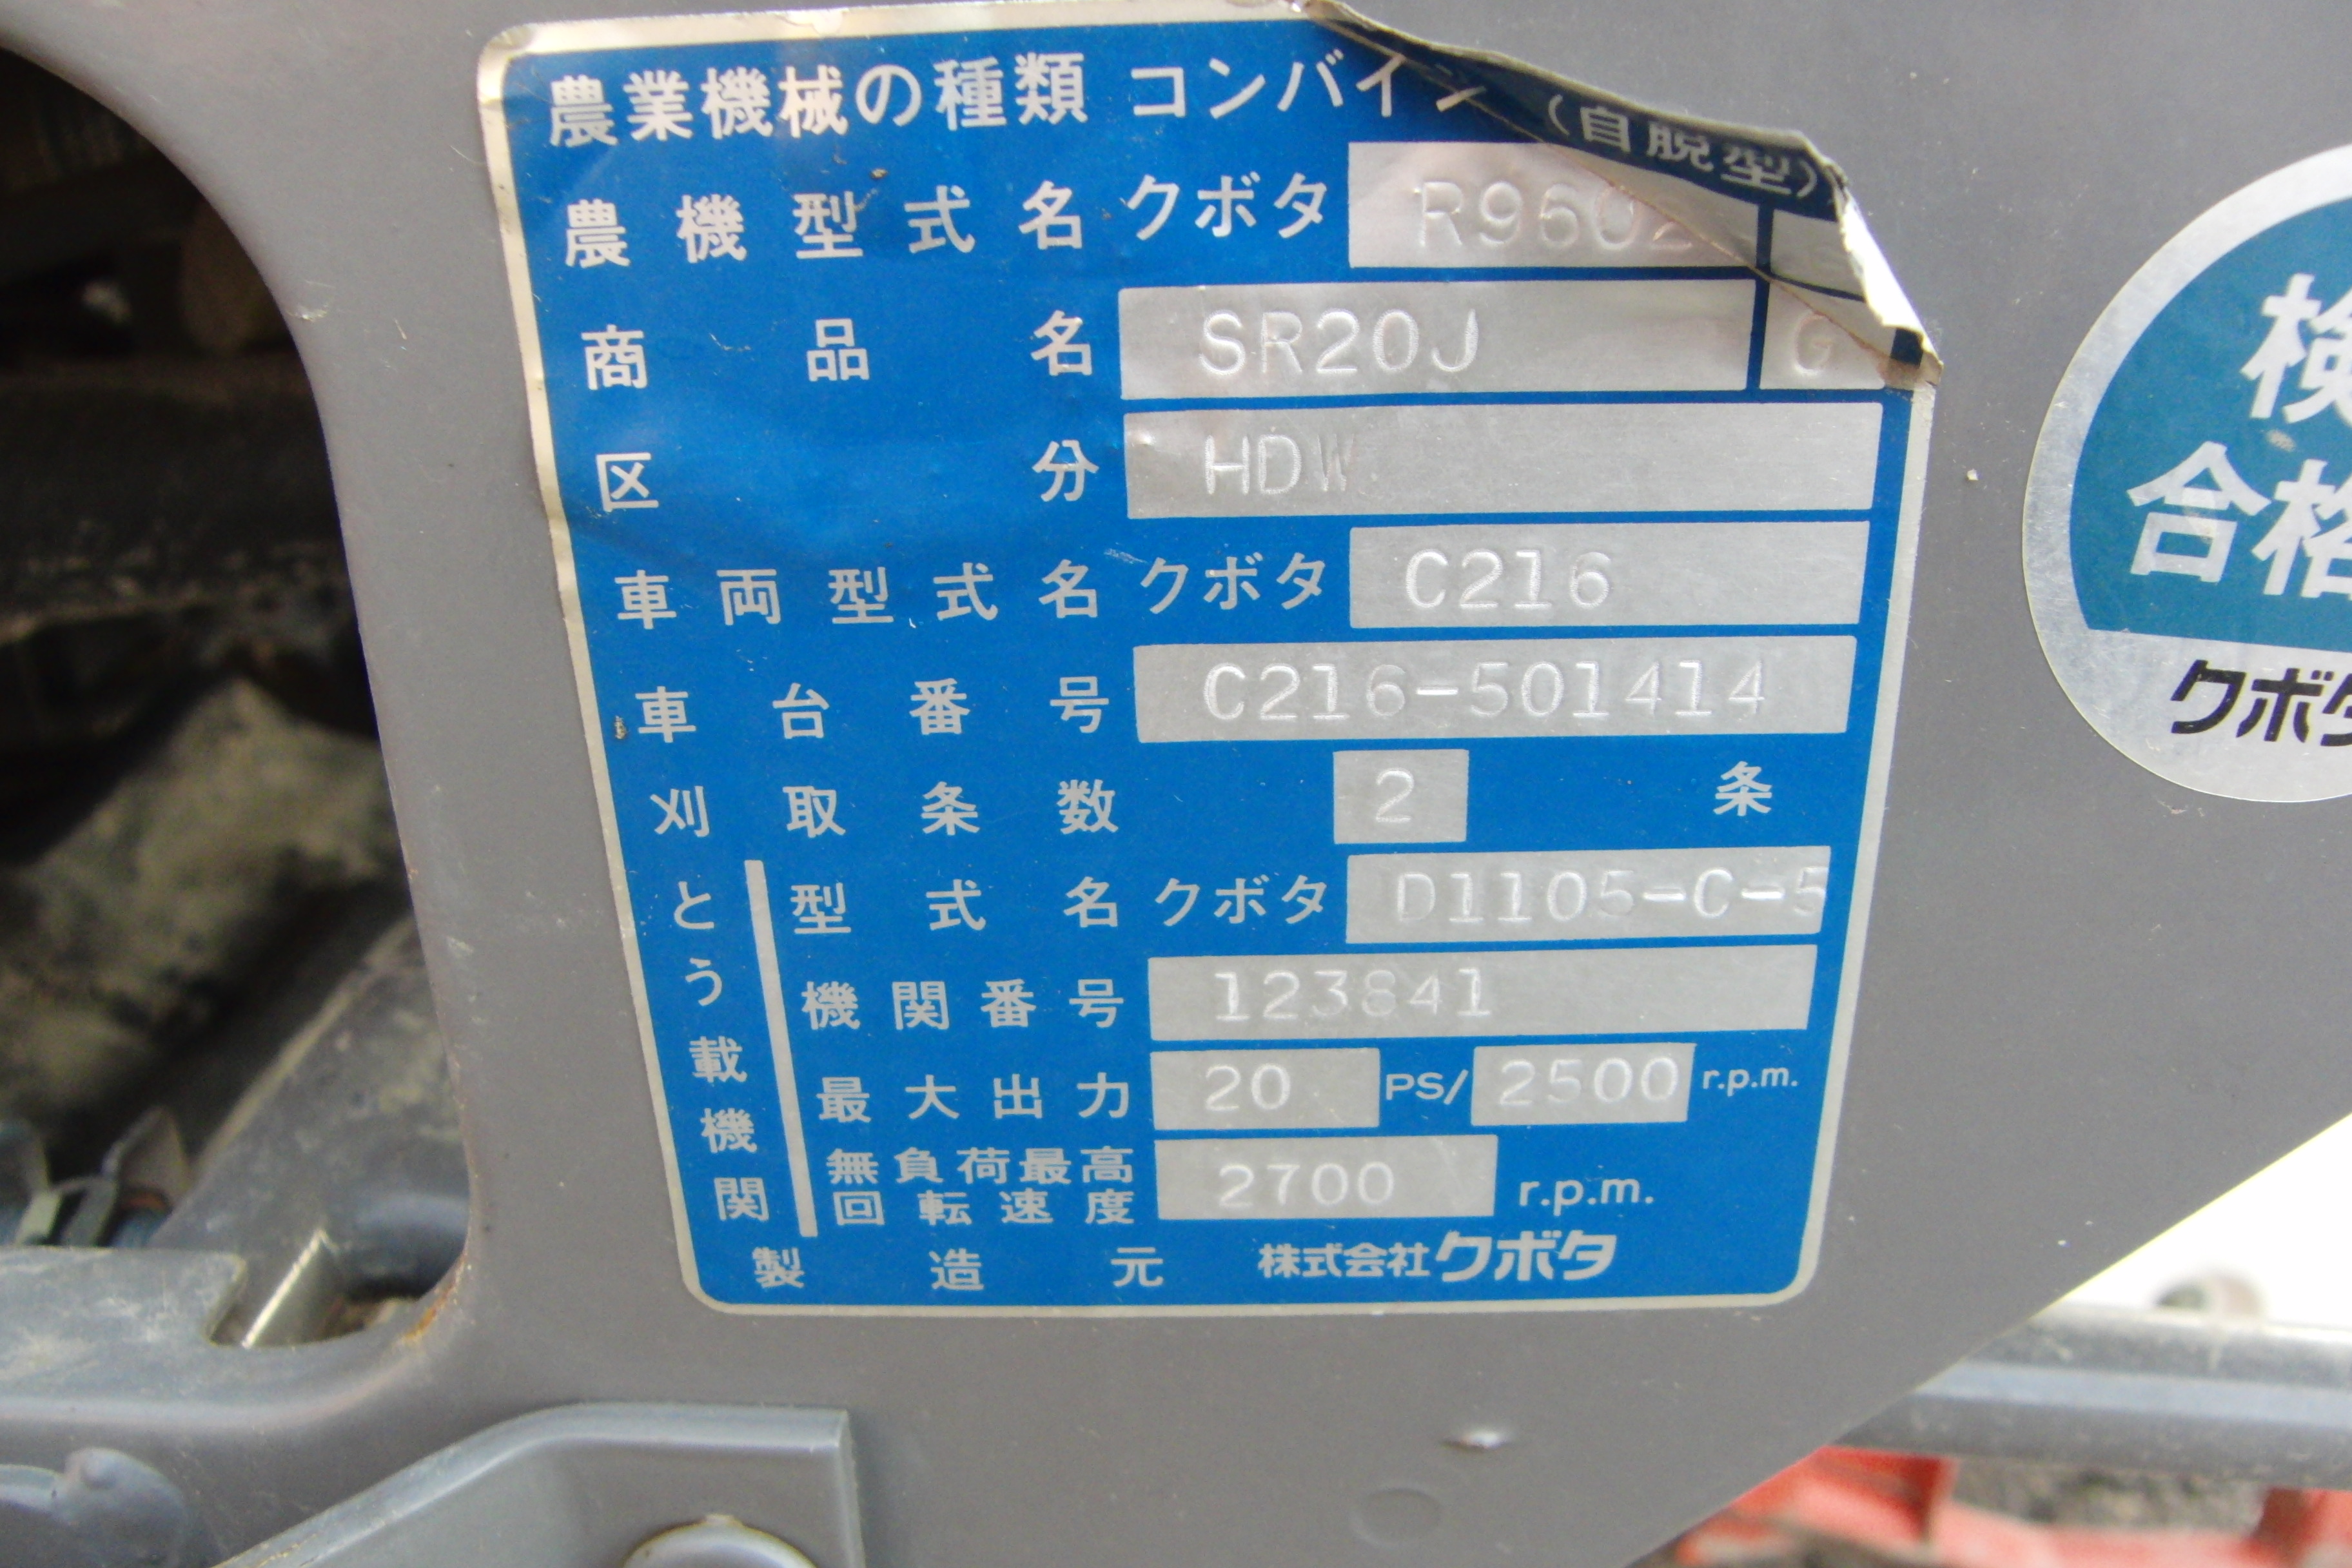 農業機械の種類 コンバイン (自脱型)
農機型式名 クボタ R9602
商品名 SR20J G
区分 HDW
車両型式名 クボタ C216
車台番号 C216-501414
刈取条数 2 条
とう載機関
型式名 クボタ D1105-C-5
機関番号 123841
最大出力 20 PS/ 2500 r.p.m.
無負荷最高
回転速度 2700 r.p.m.
製造元 株式会社クボタ
検
合格
クボタ